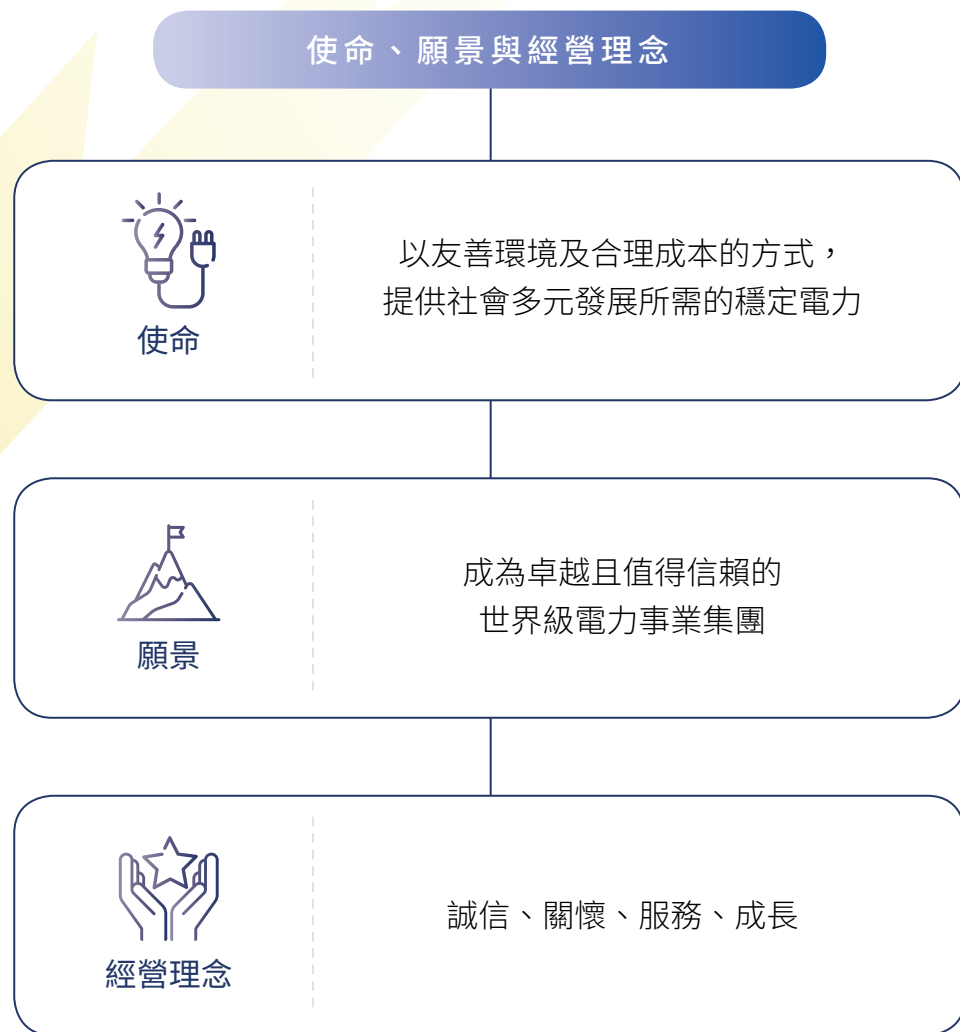 使命、願景與經營理念
使命
以友善環境及合理成本的方式，
提供社會多元發展所需的穩定電力
願景
成為卓越且值得信賴的
世界級電力事業集團
經營理念
誠信、關懷、服務、成長